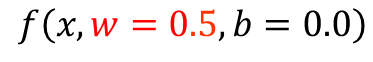 f(x, w = 0.5, b = 0.0)